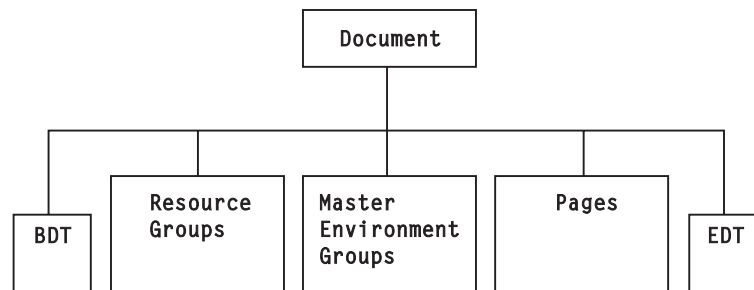 Document
BDT
Resource
Groups
Master
Environment
Groups
Pages
EDT